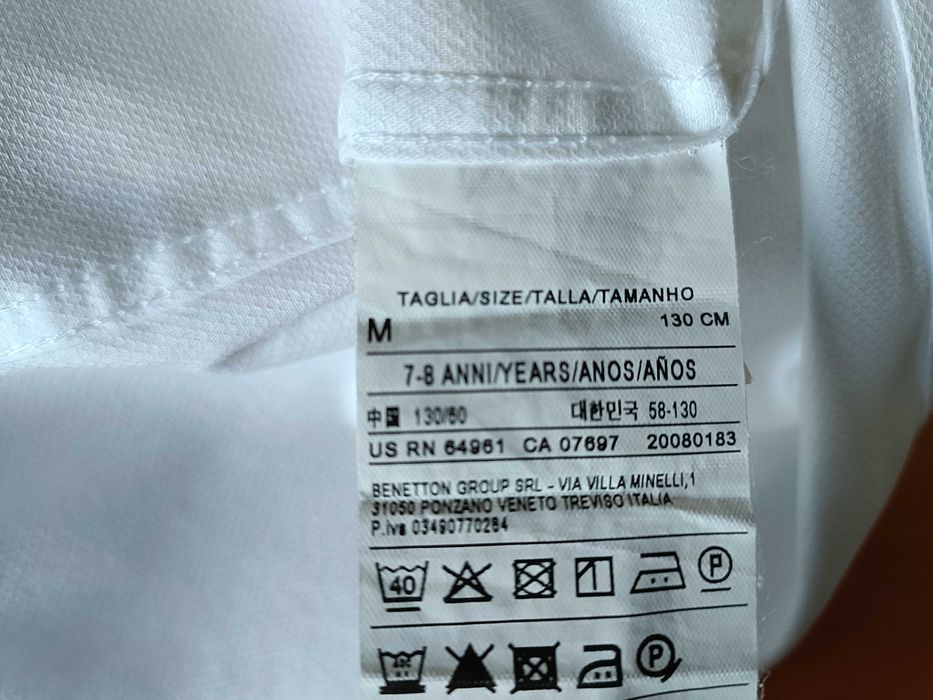 TAGLIA/SIZE/TALLA/TAMANHO
M 130 CM
7-8 ANNI/YEARS/ANOS/AÑOS
中国 130/60 대한민국 58-130
US RN 64961 CA 07697 20080183
BENETTON GROUP SRL - VIA VILLA MINELLI,1
31050 PONZANO VENETO TREVISO ITALIA
P.iva 03490770264
40 P
P